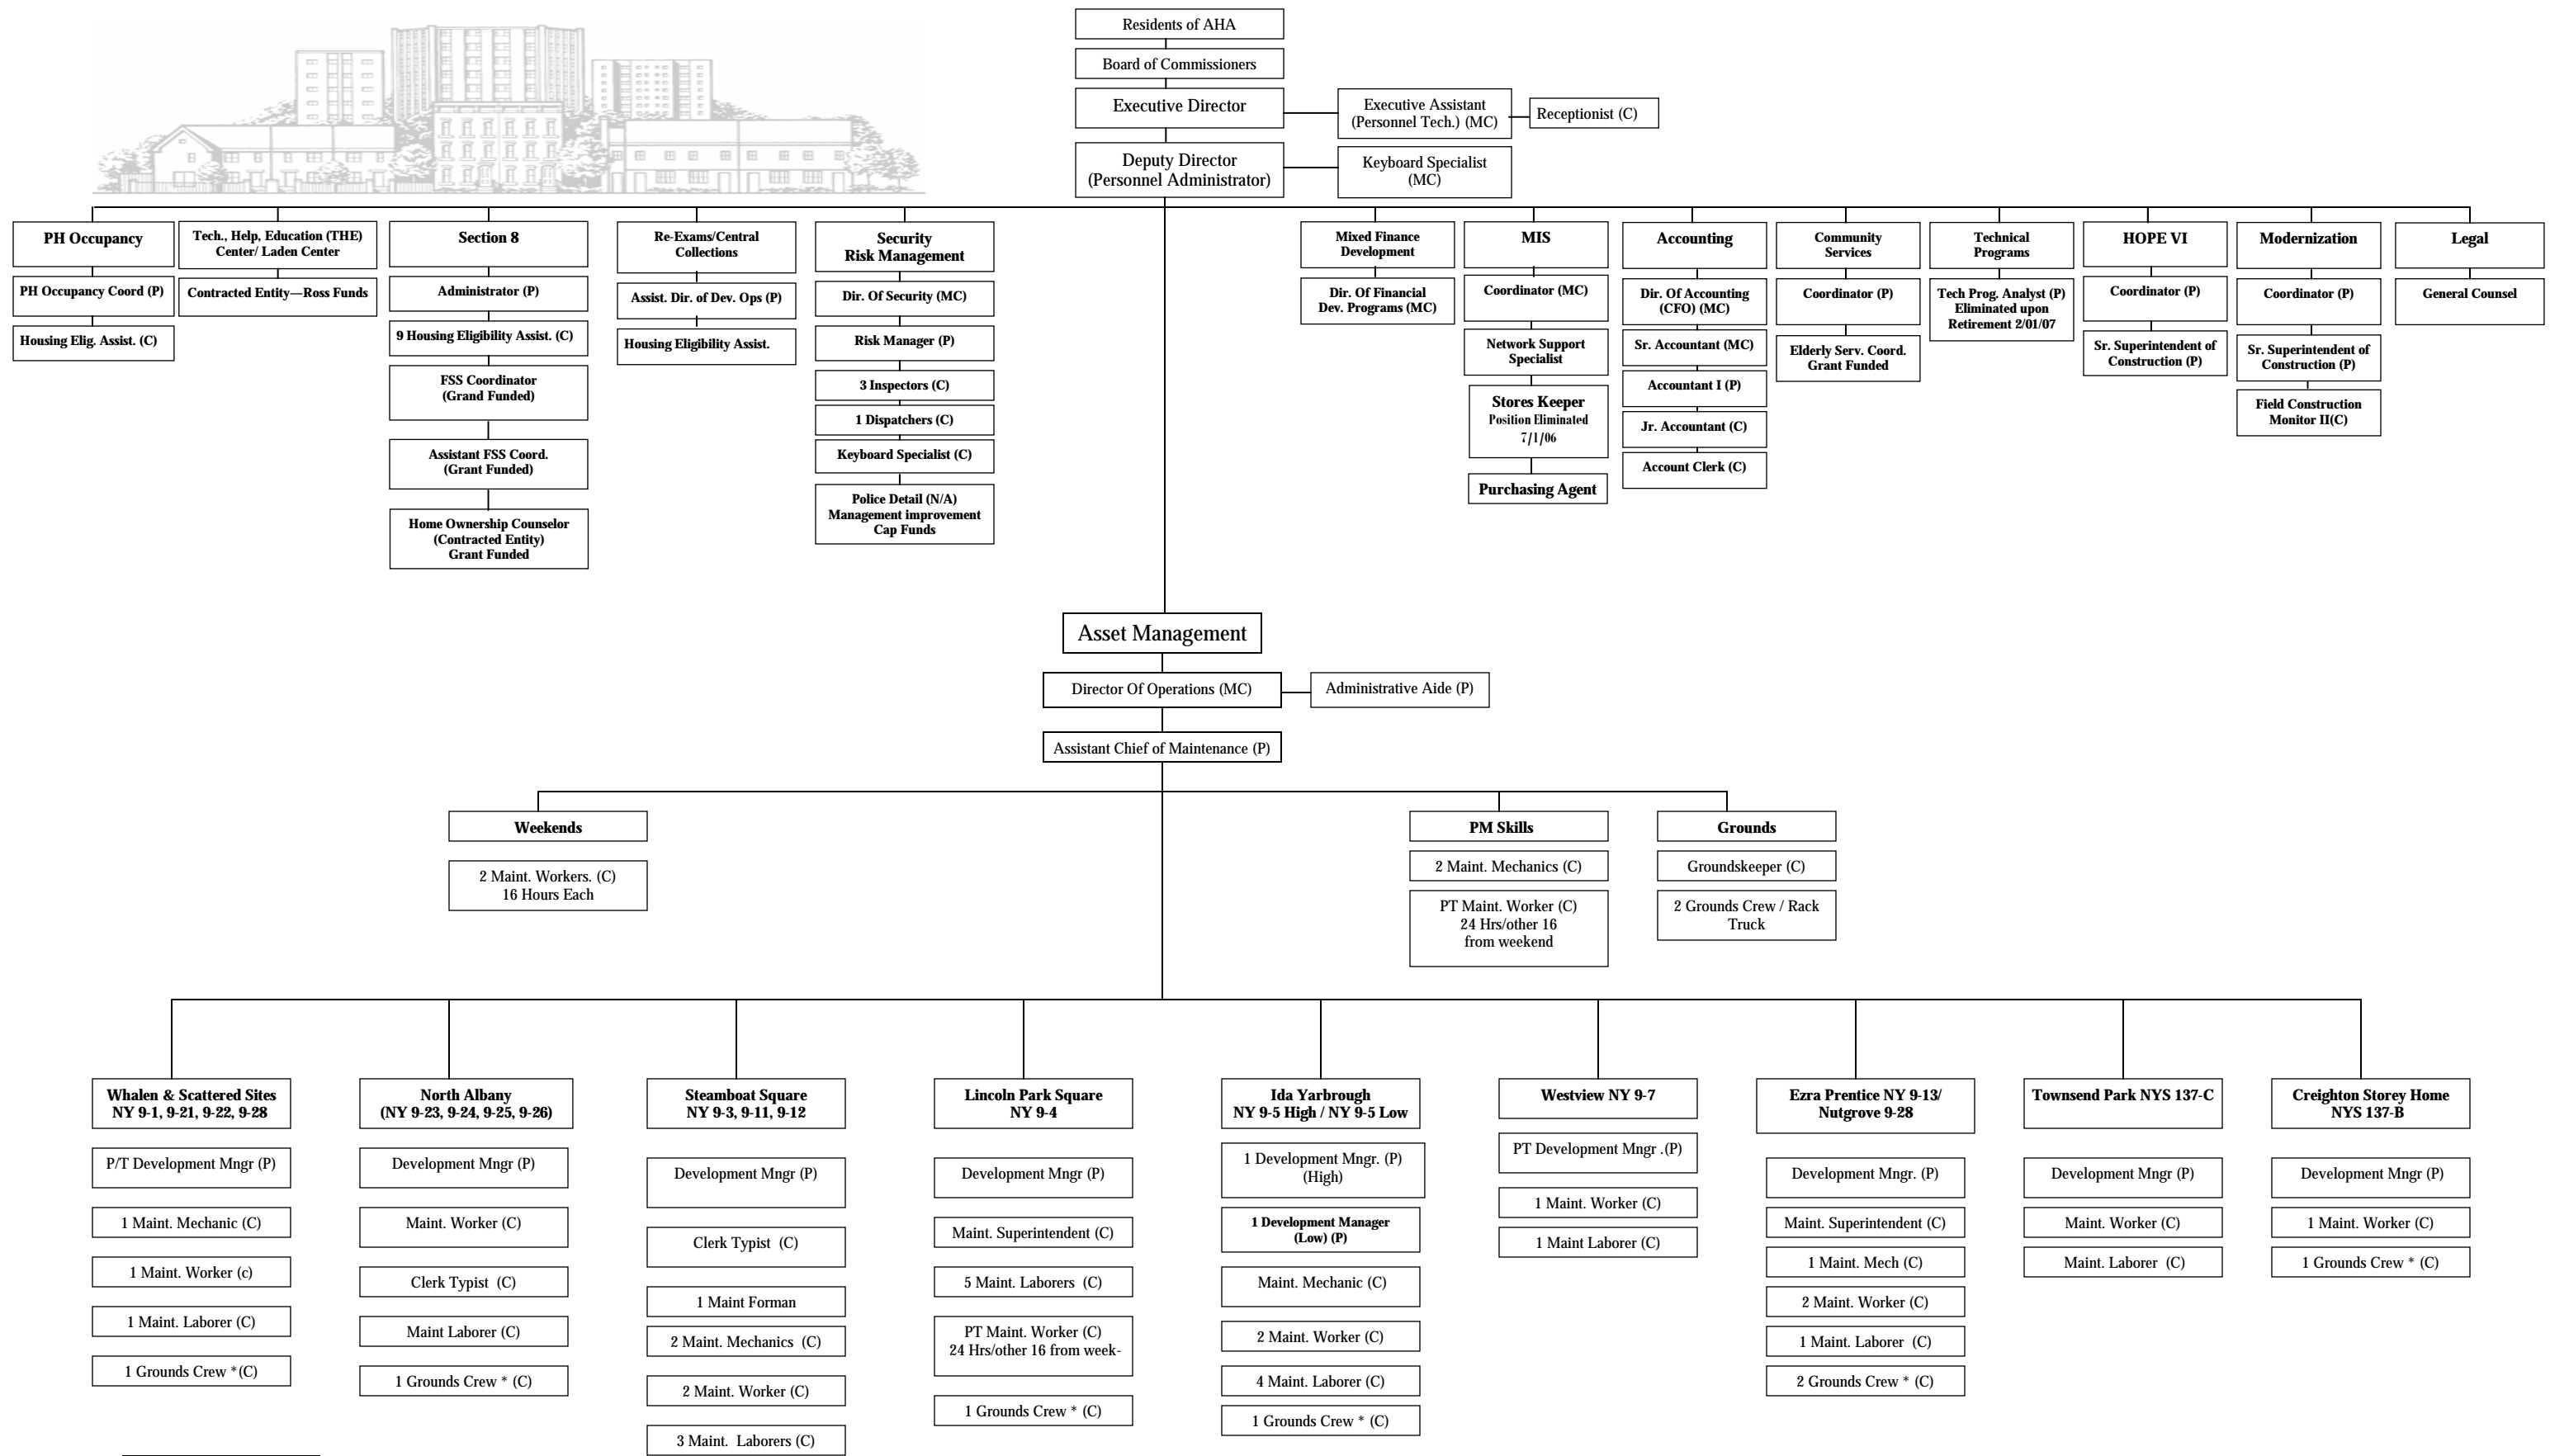 Residents of AHA
Board of Commissioners
Executive Director
Executive Assistant
(Personnel Tech.) (MC)
Receptionist (C)
Deputy Director
(Personnel Administrator)
Keyboard Specialist
(MC)
PH Occupancy
PH Occupancy Coord (P)
Housing Elig. Assist. (C)
Tech., Help, Education (THE)
Center/ Laden Center
Contracted Entity—Ross Funds
Section 8
Administrator (P)
9 Housing Eligibility Assist. (C)
FSS Coordinator
(Grand Funded)
Assistant FSS Coord.
(Grant Funded)
Home Ownership Counselor
(Contracted Entity)
Grant Funded
Re-Exams/Central
Collections
Assist. Dir. of Dev. Ops (P)
Housing Eligibility Assist.
Security
Risk Management
Dir. Of Security (MC)
Risk Manager (P)
3 Inspectors (C)
1 Dispatchers (C)
Keyboard Specialist (C)
Police Detail (N/A)
Management improvement
Cap Funds
Mixed Finance
Development
Dir. Of Financial
Dev. Programs (MC)
MIS
Coordinator (MC)
Network Support
Specialist
Stores Keeper
Position Eliminated
7/1/06
Purchasing Agent
Accounting
Dir. Of Accounting
(CFO) (MC)
Sr. Accountant (MC)
Accountant I (P)
Jr. Accountant (C)
Account Clerk (C)
Community
Services
Coordinator (P)
Elderly Serv. Coord.
Grant Funded
Technical
Programs
Tech Prog. Analyst (P)
Eliminated upon
Retirement 2/01/07
HOPE VI
Coordinator (P)
Sr. Superintendent of
Construction (P)
Modernization
Coordinator (P)
Sr. Superintendent of
Construction (P)
Field Construction
Monitor II(C)
Legal
General Counsel
Asset Management
Director Of Operations (MC)
Administrative Aide (P)
Assistant Chief of Maintenance (P)
Weekends
2 Maint. Workers. (C)
16 Hours Each
PM Skills
2 Maint. Mechanics (C)
PT Maint. Worker (C)
24 Hrs/other 16
from weekend
Grounds
Groundskeeper (C)
2 Grounds Crew / Rack
Truck
Whalen & Scattered Sites
NY 9-1, 9-21, 9-22, 9-28
P/T Development Mngr (P)
1 Maint. Mechanic (C)
1 Maint. Worker (c)
1 Maint. Laborer (C)
1 Grounds Crew *(C)
North Albany
(NY 9-23, 9-24, 9-25, 9-26)
Development Mngr (P)
Maint. Worker (C)
Clerk Typist (C)
Maint Laborer (C)
1 Grounds Crew * (C)
Steamboat Square
NY 9-3, 9-11, 9-12
Development Mngr (P)
Clerk Typist (C)
1 Maint Forman
2 Maint. Mechanics (C)
2 Maint. Worker (C)
3 Maint. Laborers (C)
Lincoln Park Square
NY 9-4
Development Mngr (P)
Maint. Superintendent (C)
5 Maint. Laborers (C)
PT Maint. Worker (C)
24 Hrs/other 16 from week-
1 Grounds Crew * (C)
Ida Yarbrough
NY 9-5 High / NY 9-5 Low
1 Development Mngr. (P)
(High)
1 Development Manager
(Low) (P)
Maint. Mechanic (C)
2 Maint. Worker (C)
4 Maint. Laborer (C)
1 Grounds Crew * (C)
Westview NY 9-7
PT Development Mngr .(P)
1 Maint. Worker (C)
1 Maint Laborer (C)
Ezra Prentice NY 9-13/
Nutgrove 9-28
Development Mngr. (P)
Maint. Superintendent (C)
1 Maint. Mech (C)
2 Maint. Worker (C)
1 Maint. Laborer (C)
2 Grounds Crew * (C)
Townsend Park NYS 137-C
Development Mngr (P)
Maint. Worker (C)
Maint. Laborer (C)
Creighton Storey Home
NYS 137-B
Development Mngr (P)
1 Maint. Worker (C)
1 Grounds Crew * (C)